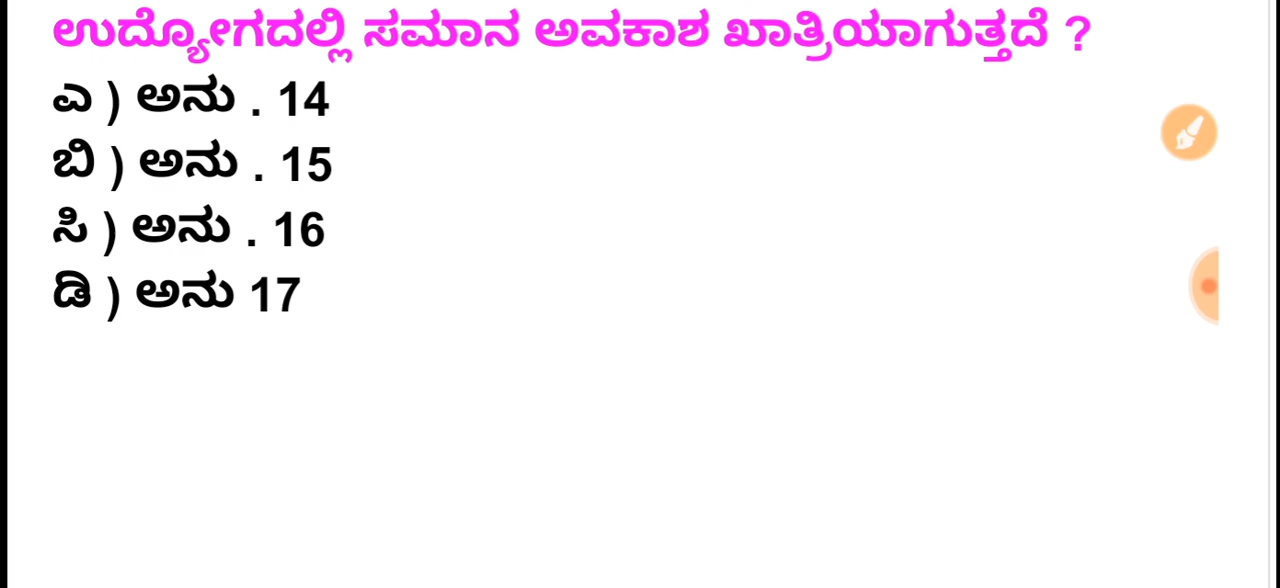 ಉದ್ಯೋಗದಲ್ಲಿ ಸಮಾನ ಅವಕಾಶ ಖಾತ್ರಿಯಾಗುತ್ತದೆ ?
ಎ ) ಅನು . 14
ಬಿ ) ಅನು . 15
ಸಿ ) ಅನು . 16
ಡಿ ) ಅನು 17